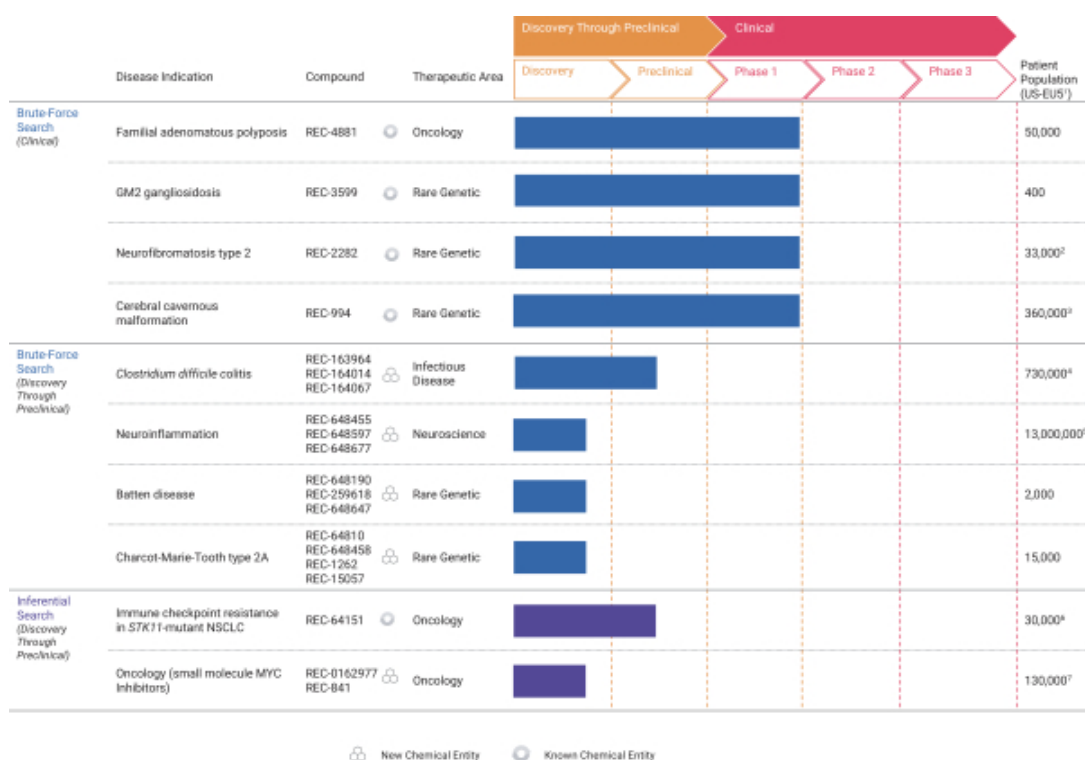 Discovery Through Preclinical
Clinical
Disease Indication
Compound
Therapeutic Area
Discovery
Preclinical
Phase 1
Phase 2
Phase 3
Patient
Population
(US-EU5¹)
Brute-Force
Search
(Clinical)
Familial adenomatous polyposis
REC-4881
Oncology
50,000
GM2 gangliosidosis
REC-3599
Rare Genetic
400
Neurofibromatosis type 2
REC-2282
Rare Genetic
33,000²
Cerebral cavernous
malformation
REC-994
Rare Genetic
360,000³
Brute-Force
Search
(Discovery
Through
Preclinical)
Clostridium difficile colitis
REC-163964
REC-164014
REC-164067
Infectious
Disease
730,000⁴
Neuroinflammation
REC-648455
REC-648597
REC-648677
Neuroscience
13,000,000
Batten disease
REC-648190
REC-259618
REC-648647
Rare Genetic
2,000
Charcot-Marie-Tooth type 2A
REC-64810
REC-648458
REC-1262
REC-15057
Rare Genetic
15,000
Inferential
Search
(Discovery
Through
Preclinical)
Immune checkpoint resistance
in STK11-mutant NSCLC
REC-64151
Oncology
30,000⁶
Oncology (small molecule MYC
Inhibitors)
REC-0162977
REC-841
Oncology
130,000⁷
New Chemical Entity
Known Chemical Entity